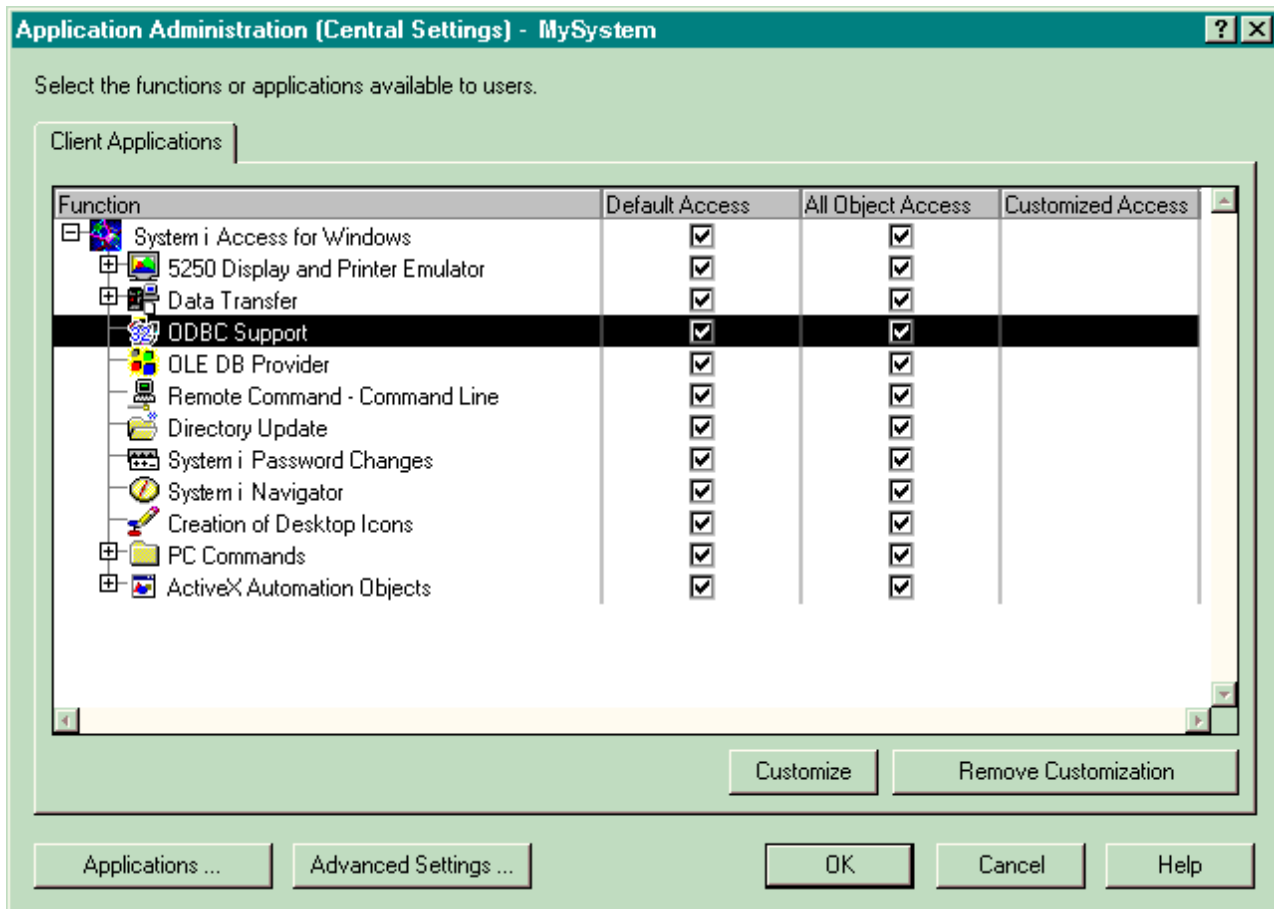 Application Administration (Central Settings) - MySystem
Select the functions or applications available to users.
Client Applications
Function Default Access All Object Access Customized Access
System i Access for Windows
5250 Display and Printer Emulator
Data Transfer
32 ODBC Support
OLE DB Provider
Remote Command - Command Line
Directory Update
System i Password Changes
System i Navigator
Creation of Desktop Icons
PC Commands
ActiveX Automation Objects
Customize Remove Customization
Applications ... Advanced Settings ... OK Cancel Help